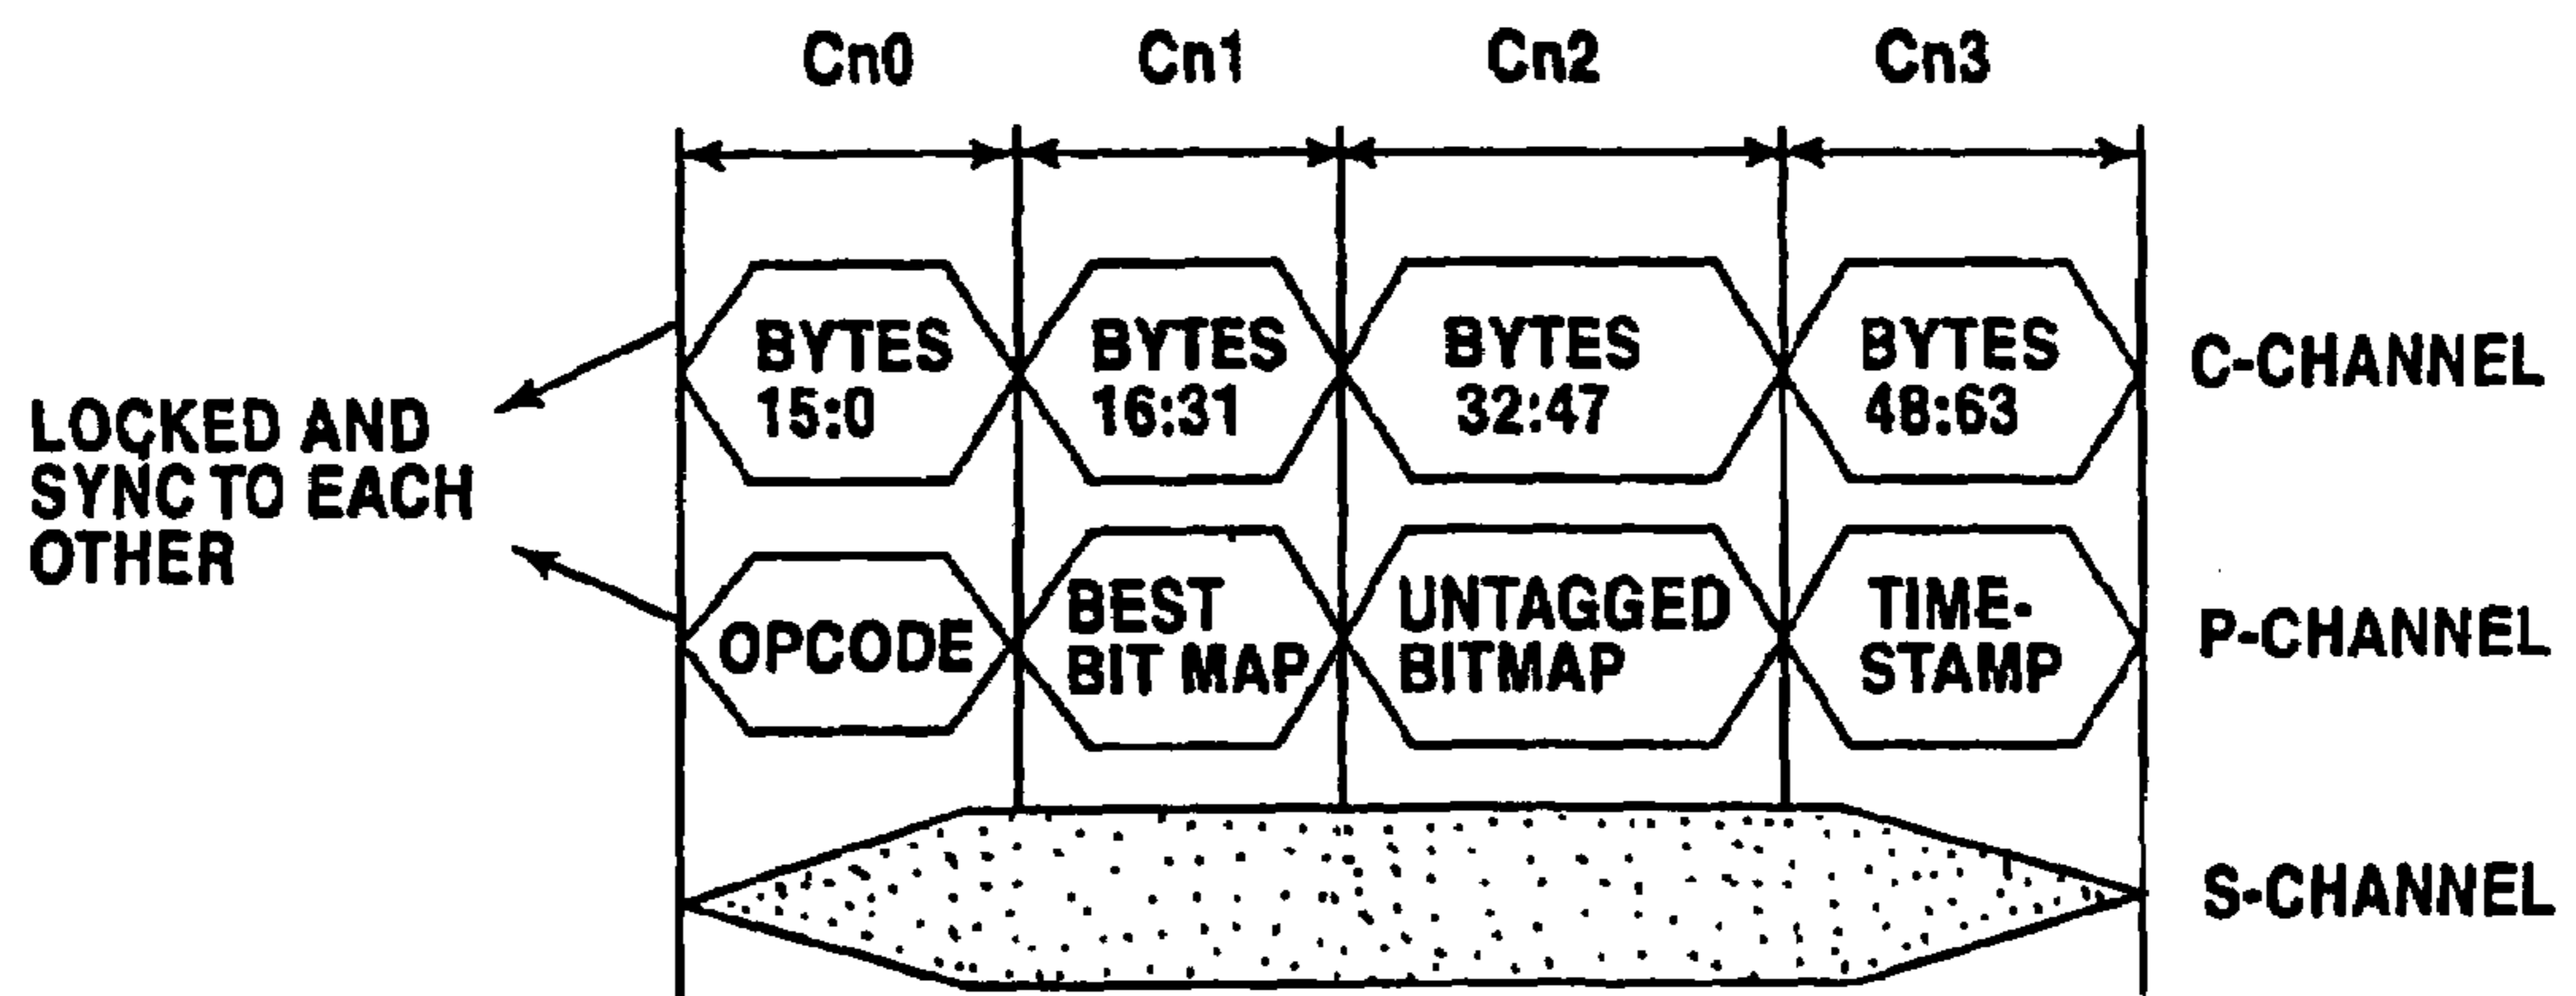 Cn0 Cn1 Cn2 Cn3
BYTES 15:0
BYTES 16:31
BYTES 32:47
BYTES 48:63
C-CHANNEL
LOCKED AND
SYNC TO EACH
OTHER
OPCODE
BEST
BIT MAP
UNTAGGED
BITMAP
TIME-
STAMP
P-CHANNEL
S-CHANNEL